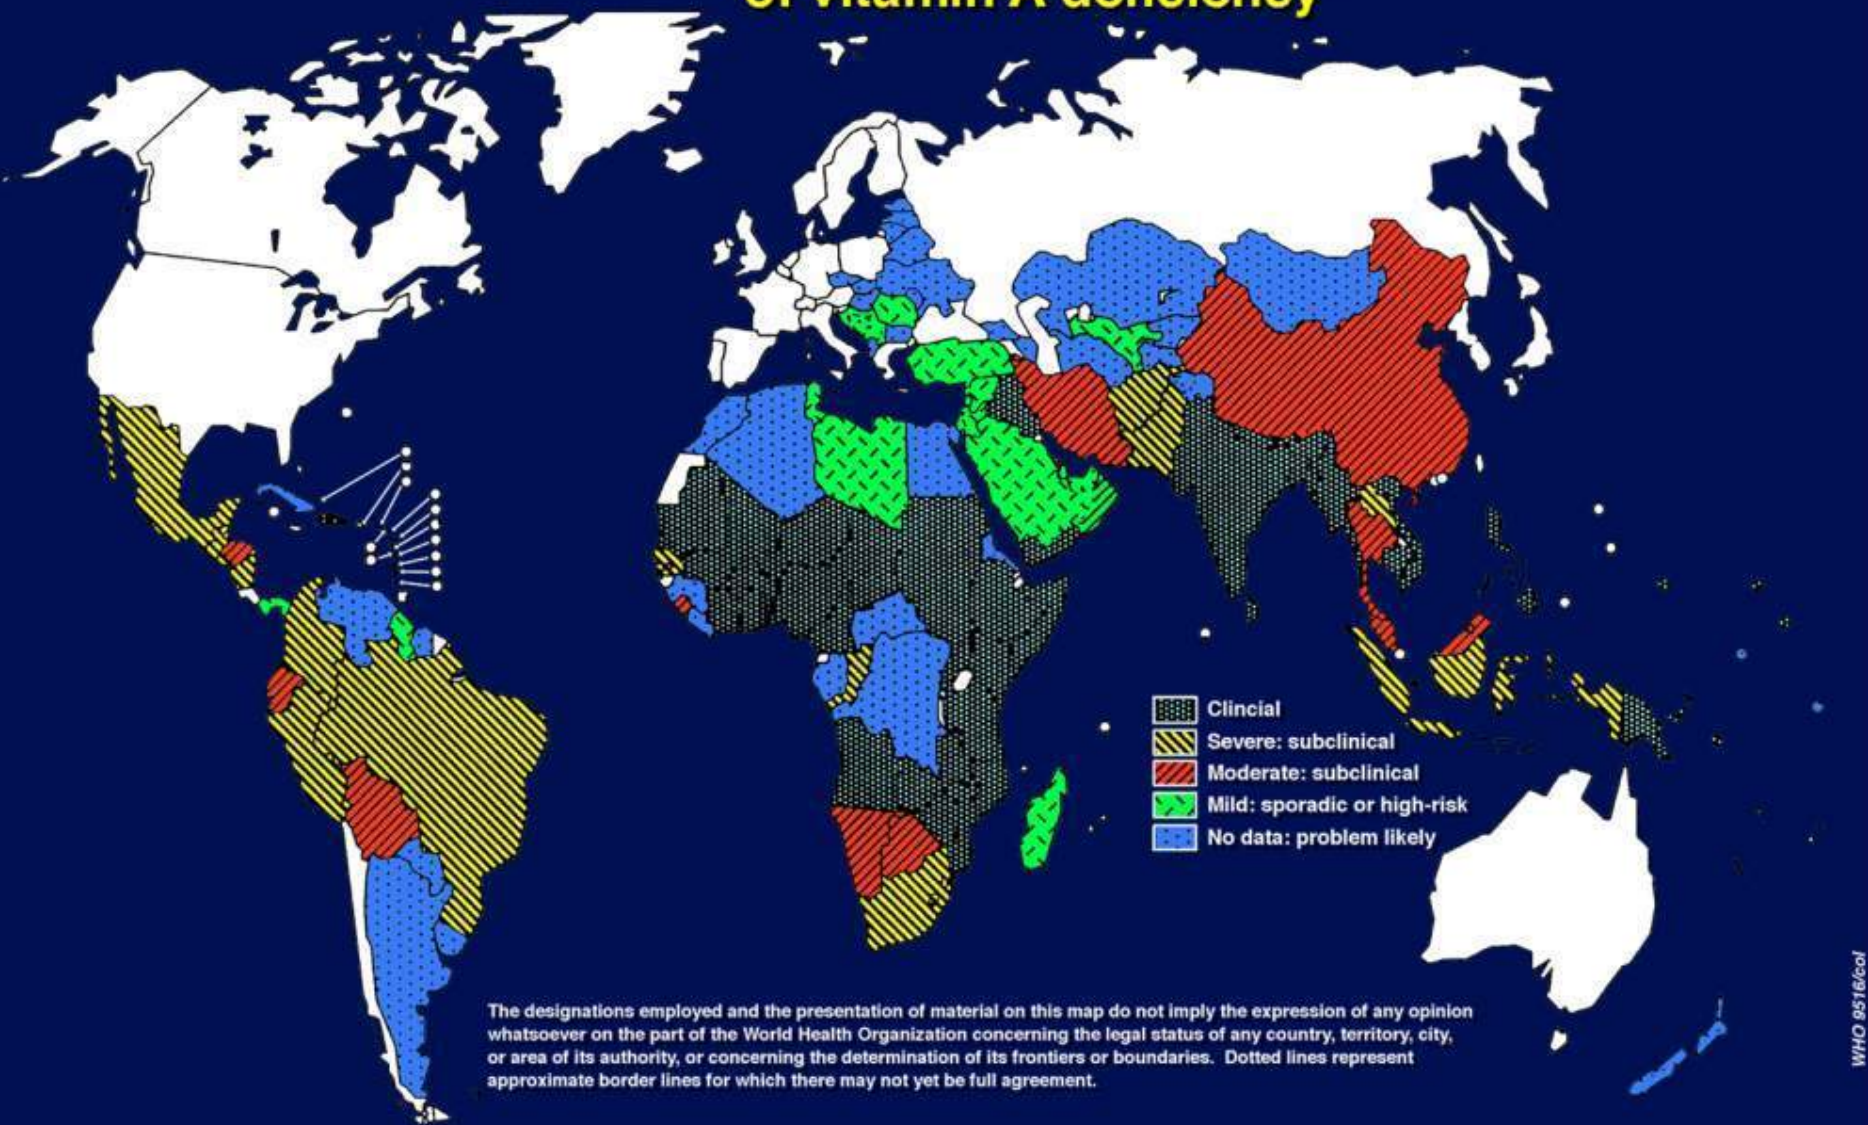 of vitamin A deficiency
Clincial
Severe: subclinical
Moderate: subclinical
Mild: sporadic or high-risk
No data: problem likely
The designations employed and the presentation of material on this map do not imply the expression of any opinion
whatsoever on the part of the World Health Organization concerning the legal status of any country, territory, city,
or area of its authority, or concerning the determination of its frontiers or boundaries. Dotted lines represent
approximate border lines for which there may not yet be full agreement.
WHO 9516/col